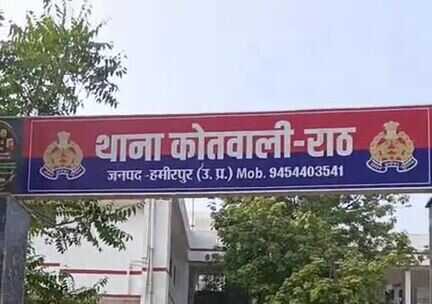 थाना कोतवाली-राठ
जनपद -हमीरपुर (उ. प्र.) Mob. 9454403541